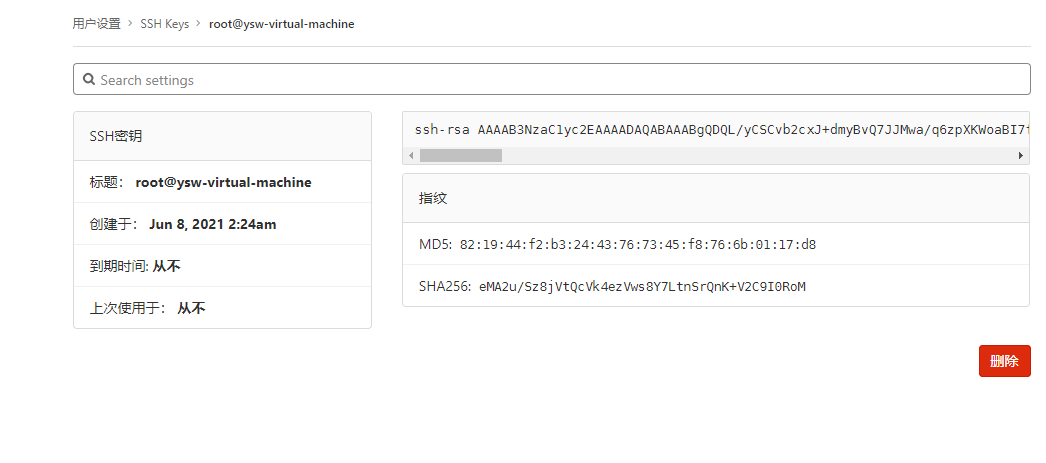 用户设置 > SSH Keys > root@ysw-virtual-machine
Search settings
SSH密钥
标题： root@ysw-virtual-machine
创建于： Jun 8, 2021 2:24am
到期时间: 从不
上次使用于： 从不
ssh-rsa AAAAB3NzaC1yc2EAAAADAQABAAABgQDQL/yCSCvb2cxJ+dmyBvQ7JJMwa/q6zpXKWoaBI7f
指纹
MD5: 82:19:44:f2:b3:24:43:76:73:45:f8:76:6b:01:17:d8
SHA256: eMA2u/Sz8jVtQcVk4ezVws8Y7LtnSrQnK+V2C9I0RoM
删除